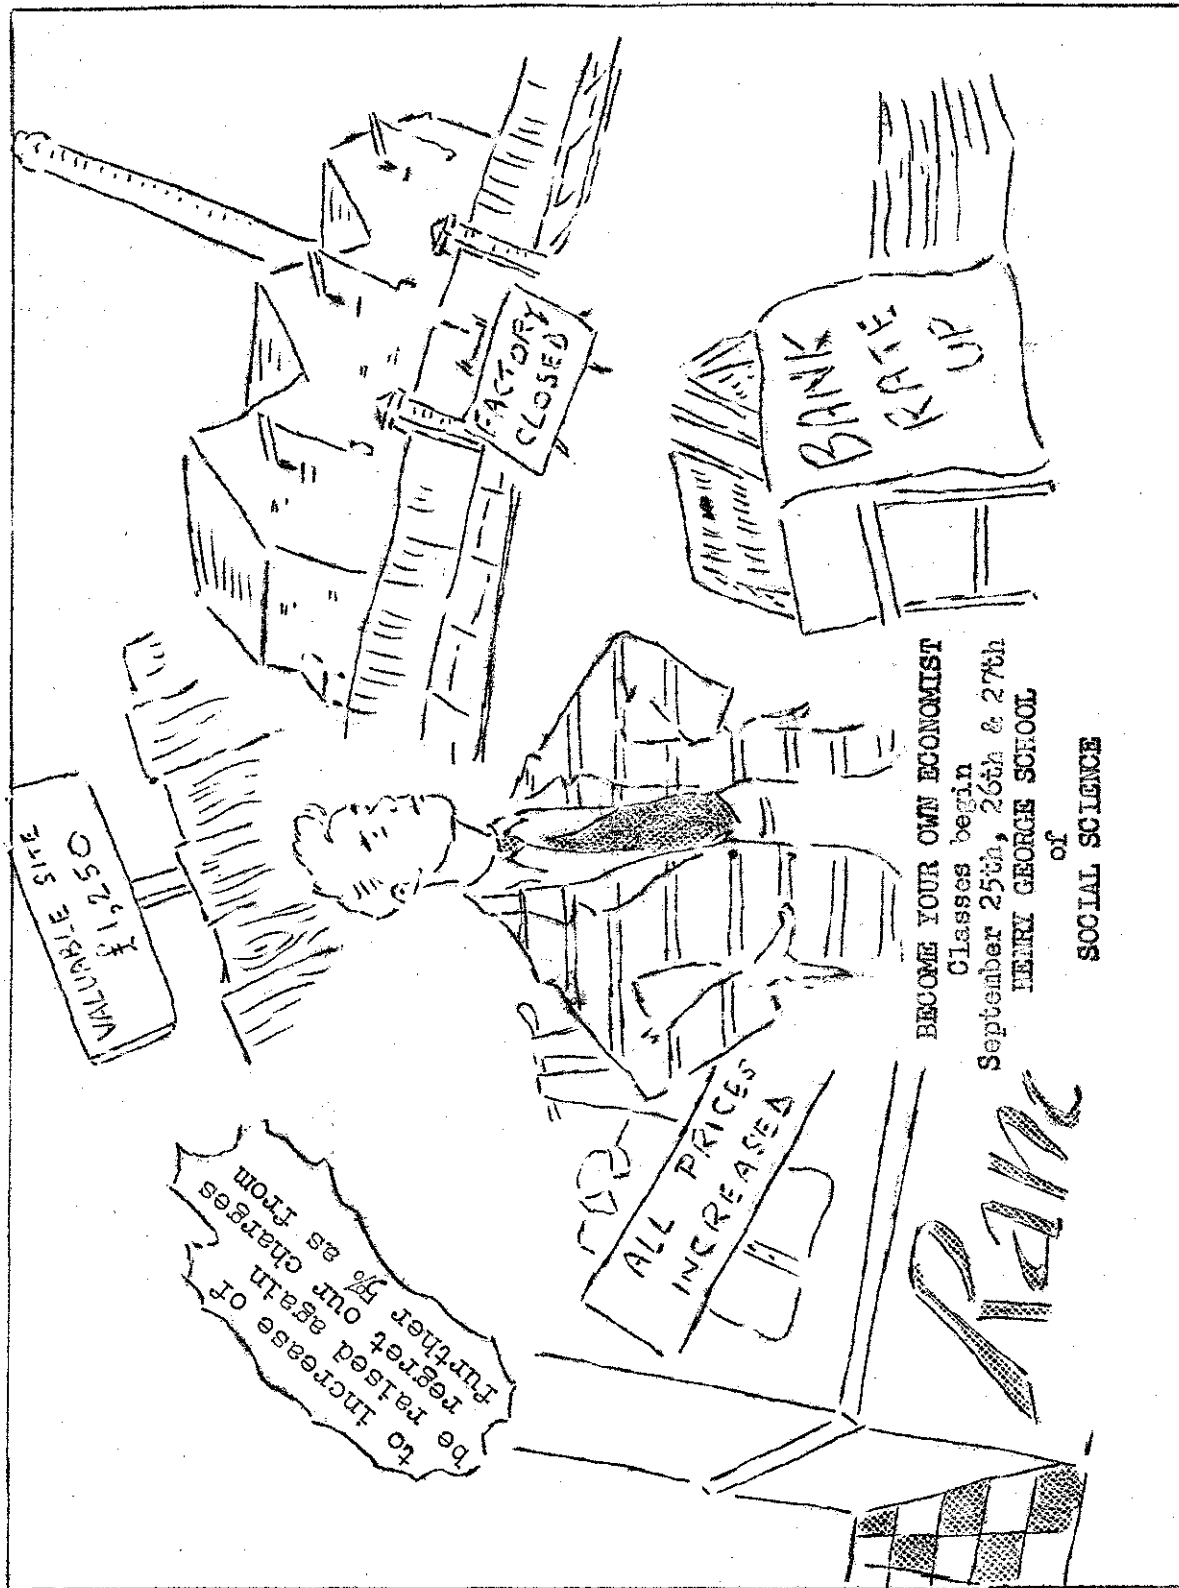 VALUABLE SITE
£1,250
to increase of
be raised again
regret our charges
further 5% as from
FACTORY
CLOSED
ALL PRICES
INCREASED
BANK
RATE
UP
BECOME YOUR OWN ECONOMIST
Classes begin
September 25th, 26th & 27th
HENRY GEORGE SCHOOL
of
SOCIAL SCIENCE